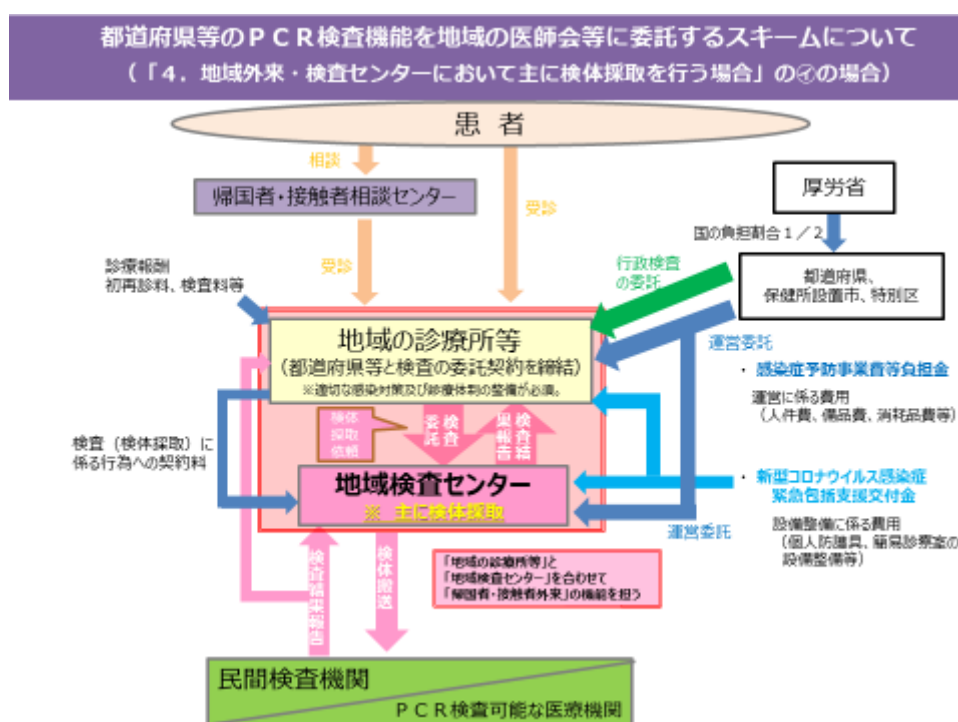 都道府県等のPCR検査機能を地域の医師会等に委託するスキームについて
(「4.地域外来・検査センターにおいて主に検体採取を行う場合」の㋑の場合)
患 者
相談
帰国者・接触者相談センター
受診
受診
厚労省
国の負担割合1/2
都道府県、
保健所設置市、特別区
行政検査
の委託
診療報酬
初再診料、検査料等
地域の診療所等
(都道府県等と検査の委託契約を締結)
※適切な感染対策及び診療体制の整備が必須。
運営委託
・ 感染症予防事業費等負担金
運営に係る費用
(人件費、備品費、消耗品費等)
検体
採取
依頼
検査
委託
検査結
果報告
検査(検体採取)に
係る行為への契約料
地域検査センター
※ 主に検体採取
・ 新型コロナウイルス感染症
緊急包括支援交付金
設備整備に係る費用
(個人防護具、簡易診察室の
設備整備等)
運営委託
検査結果報告
検体搬送
「地域の診療所等」と
「地域検査センター」を合わせて
「帰国者・接触者外来」の機能を担う
民間検査機関
PCR検査可能な医療機関